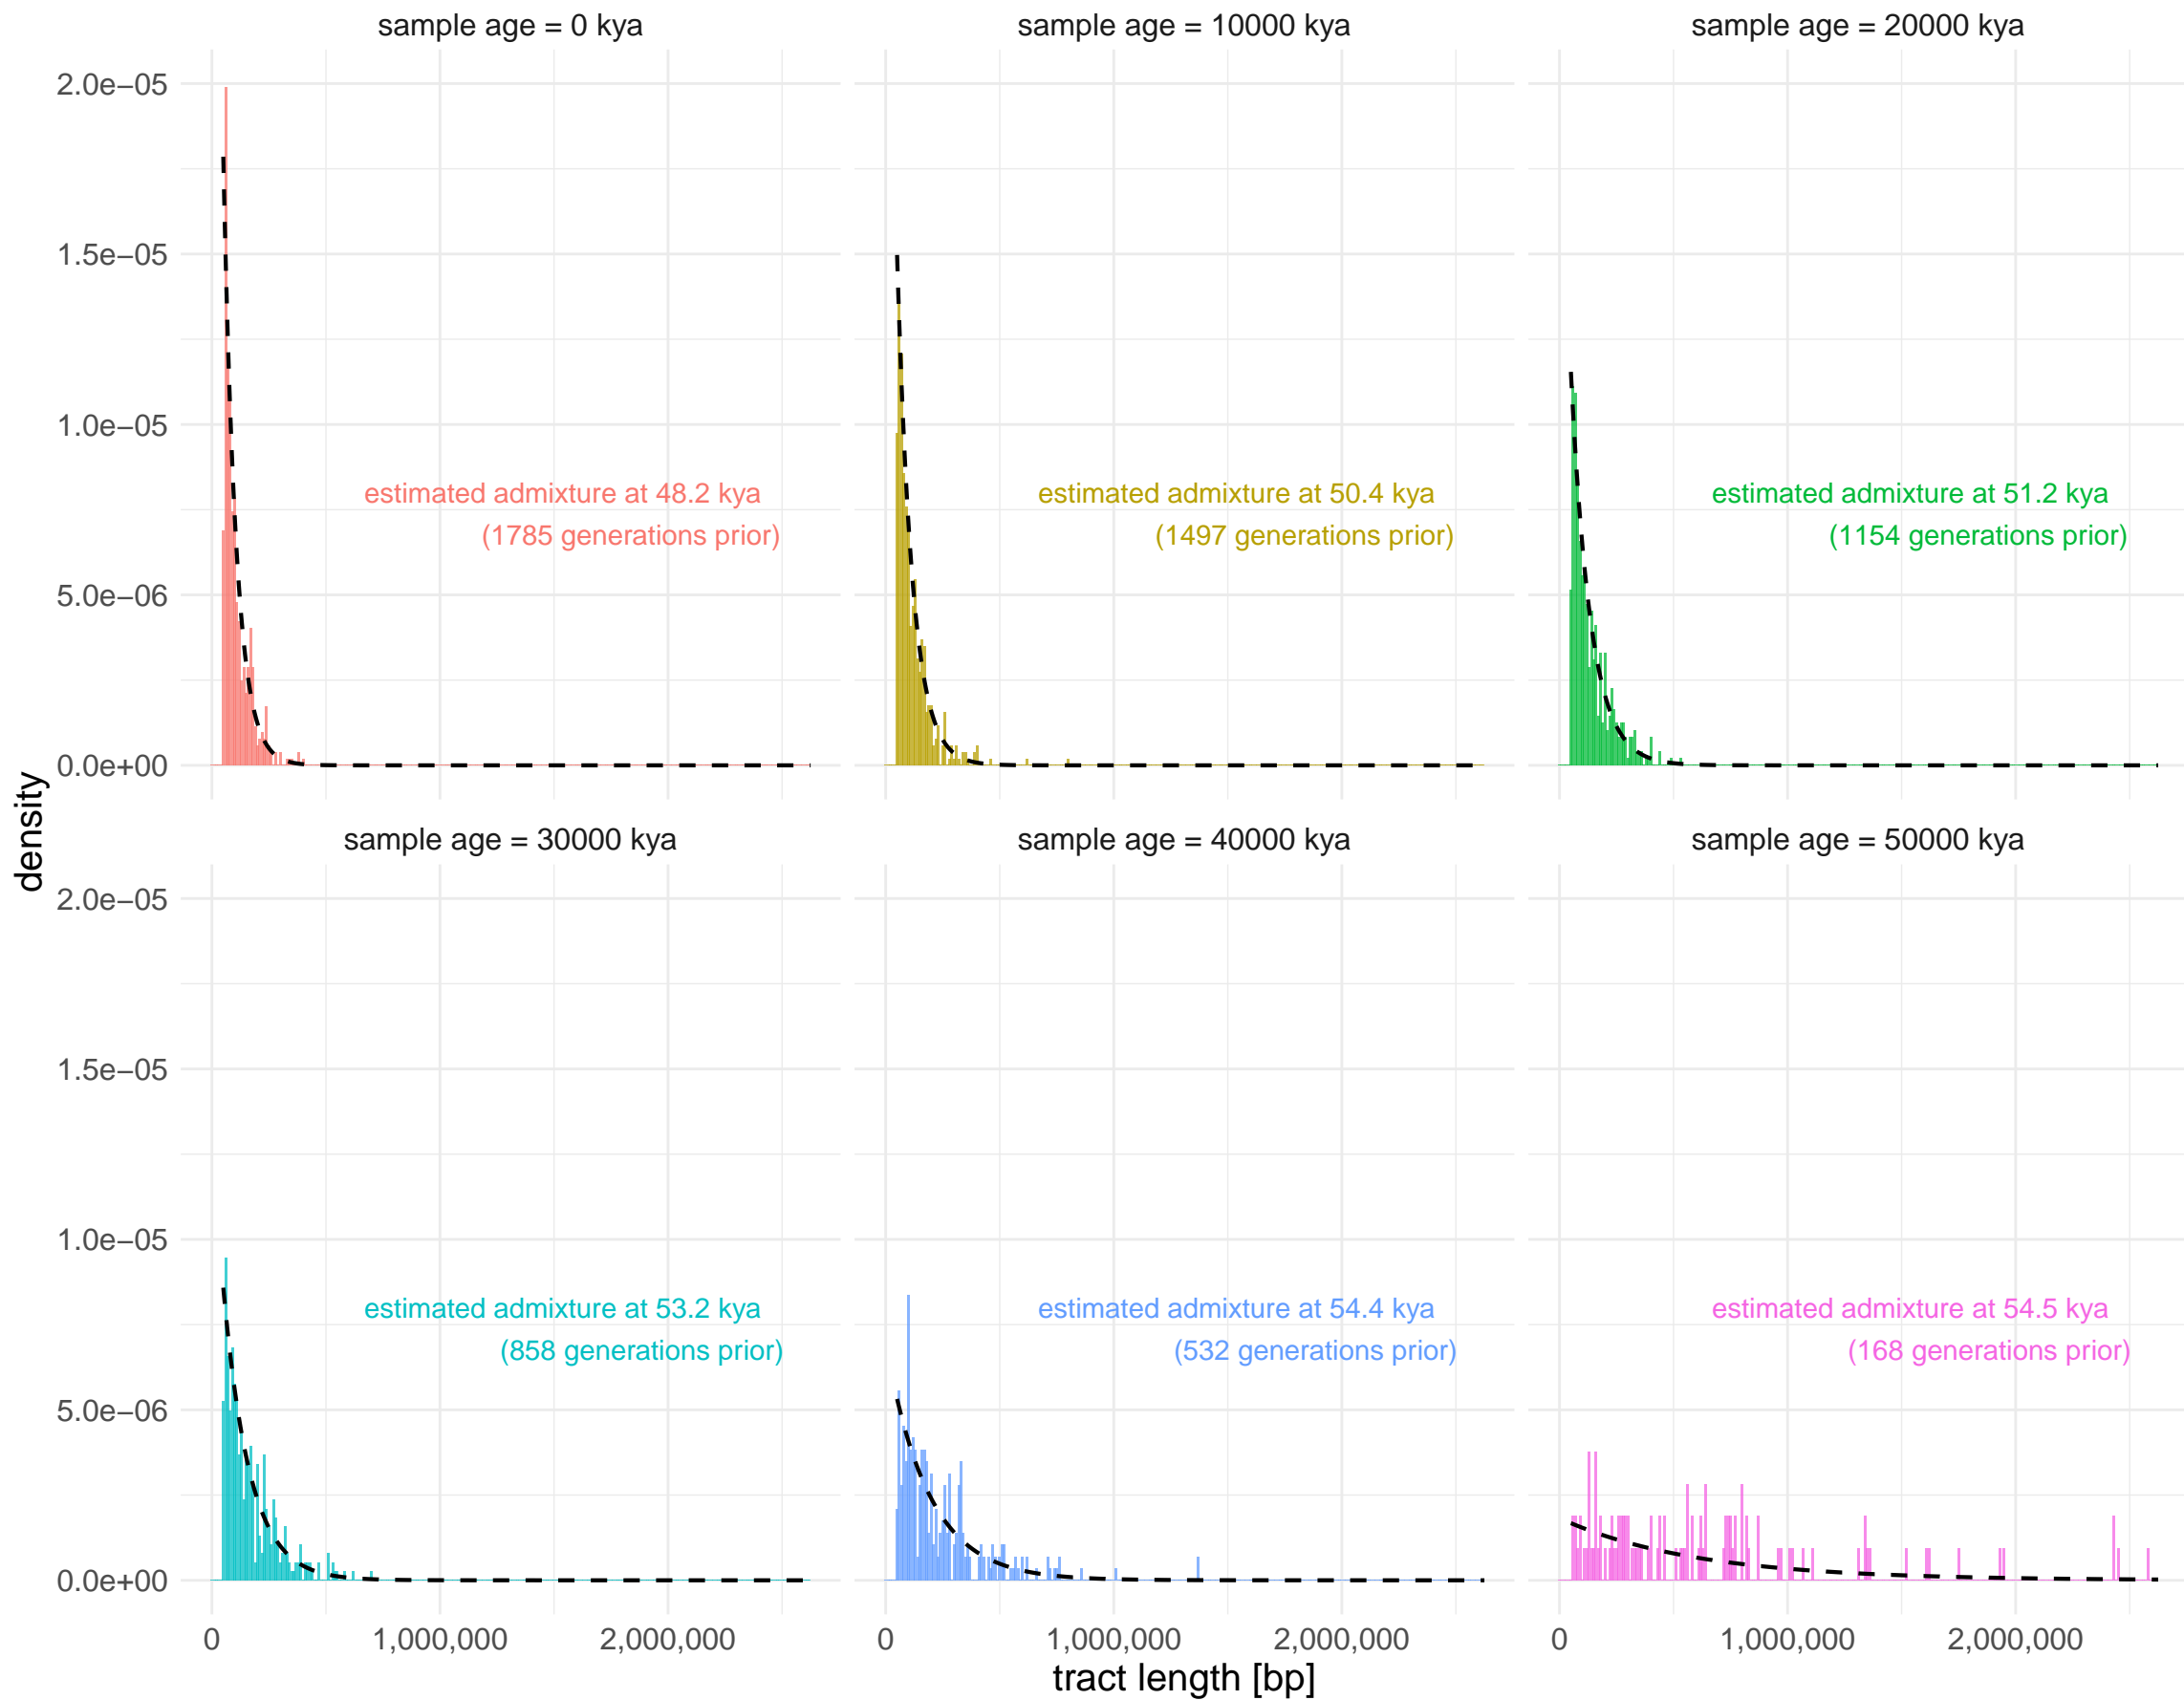 sample age = 0 kya
sample age = 10000 kya
sample age = 20000 kya
2.0e−05
1.5e−05
1.0e−05
5.0e−06
0.0e+00
estimated admixture at 48.2 kya
(1785 generations prior)
estimated admixture at 50.4 kya
(1497 generations prior)
estimated admixture at 51.2 kya
(1154 generations prior)
density
sample age = 30000 kya
sample age = 40000 kya
sample age = 50000 kya
2.0e−05
1.5e−05
1.0e−05
5.0e−06
0.0e+00
estimated admixture at 53.2 kya
(858 generations prior)
estimated admixture at 54.4 kya
(532 generations prior)
estimated admixture at 54.5 kya
(168 generations prior)
0 1,000,000 2,000,000
0 1,000,000 2,000,000
0 1,000,000 2,000,000
tract length [bp]